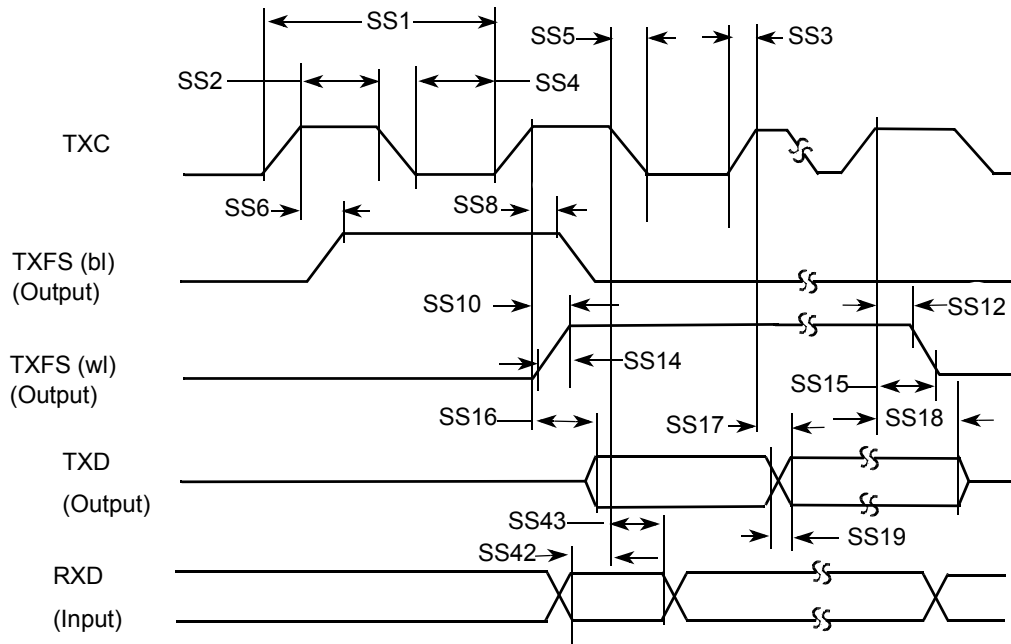 SS1
SS5
SS3
SS2
SS4
TXC
SS6
SS8
TXFS (bl)
(Output)
SS10
SS12
TXFS (wl)
(Output)
SS14
SS15
SS16
SS17
SS18
TXD
(Output)
SS43
SS19
SS42
RXD
(Input)